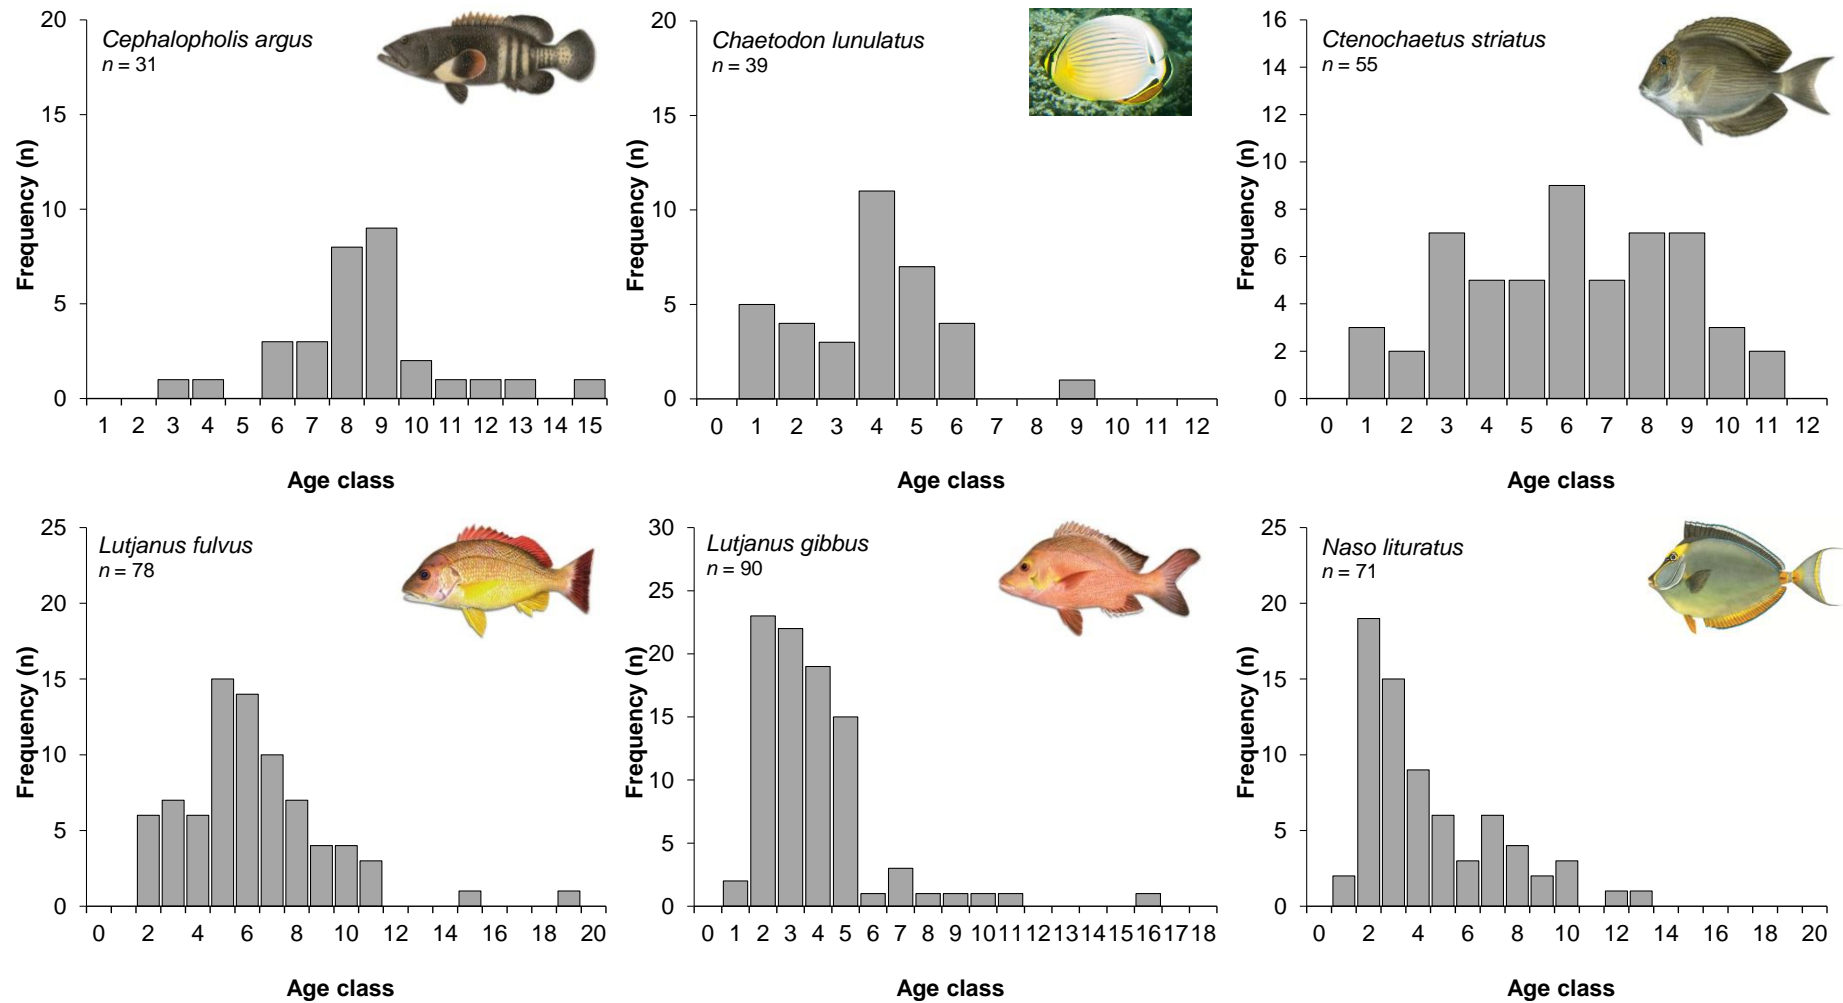 Cephalopholis argus
n = 31
Frequency (n)
20
15
10
5
0
1 2 3 4 5 6 7 8 9 10 11 12 13 14 15
Age class
Chaetodon lunulatus
n = 39
Frequency (n)
20
15
10
5
0
0 1 2 3 4 5 6 7 8 9 10 11 12
Age class
Ctenochaetus striatus
n = 55
Frequency (n)
16
14
12
10
8
6
4
2
0
0 1 2 3 4 5 6 7 8 9 10 11 12
Age class
Lutjanus fulvus
n = 78
Frequency (n)
25
20
15
10
5
0
0 2 4 6 8 10 12 14 16 18 20
Age class
Lutjanus gibbus
n = 90
Frequency (n)
30
25
20
15
10
5
0
0 1 2 3 4 5 6 7 8 9 10 11 12 13 14 15 16 17 18
Age class
Naso lituratus
n = 71
Frequency (n)
25
20
15
10
5
0
0 2 4 6 8 10 12 14 16 18 20
Age class